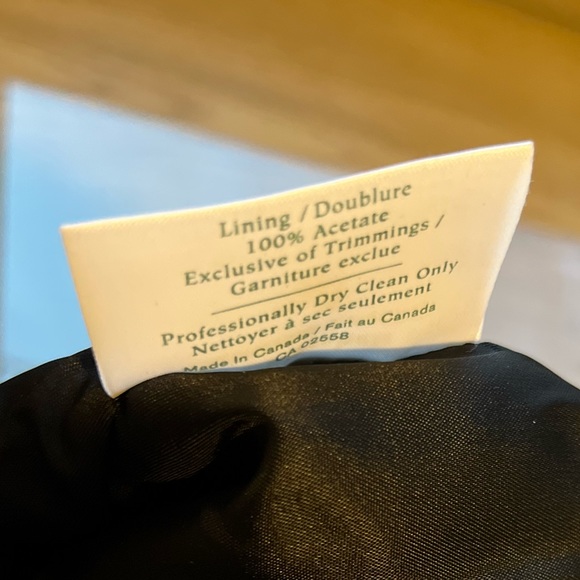 Lining / Doublure
100% Acetate
Exclusive of Trimmings /
Garniture exclue
Professionally Dry Clean Only
Nettoyer à sec seulement
Made In Canada / Fait au Canada
CA 02558